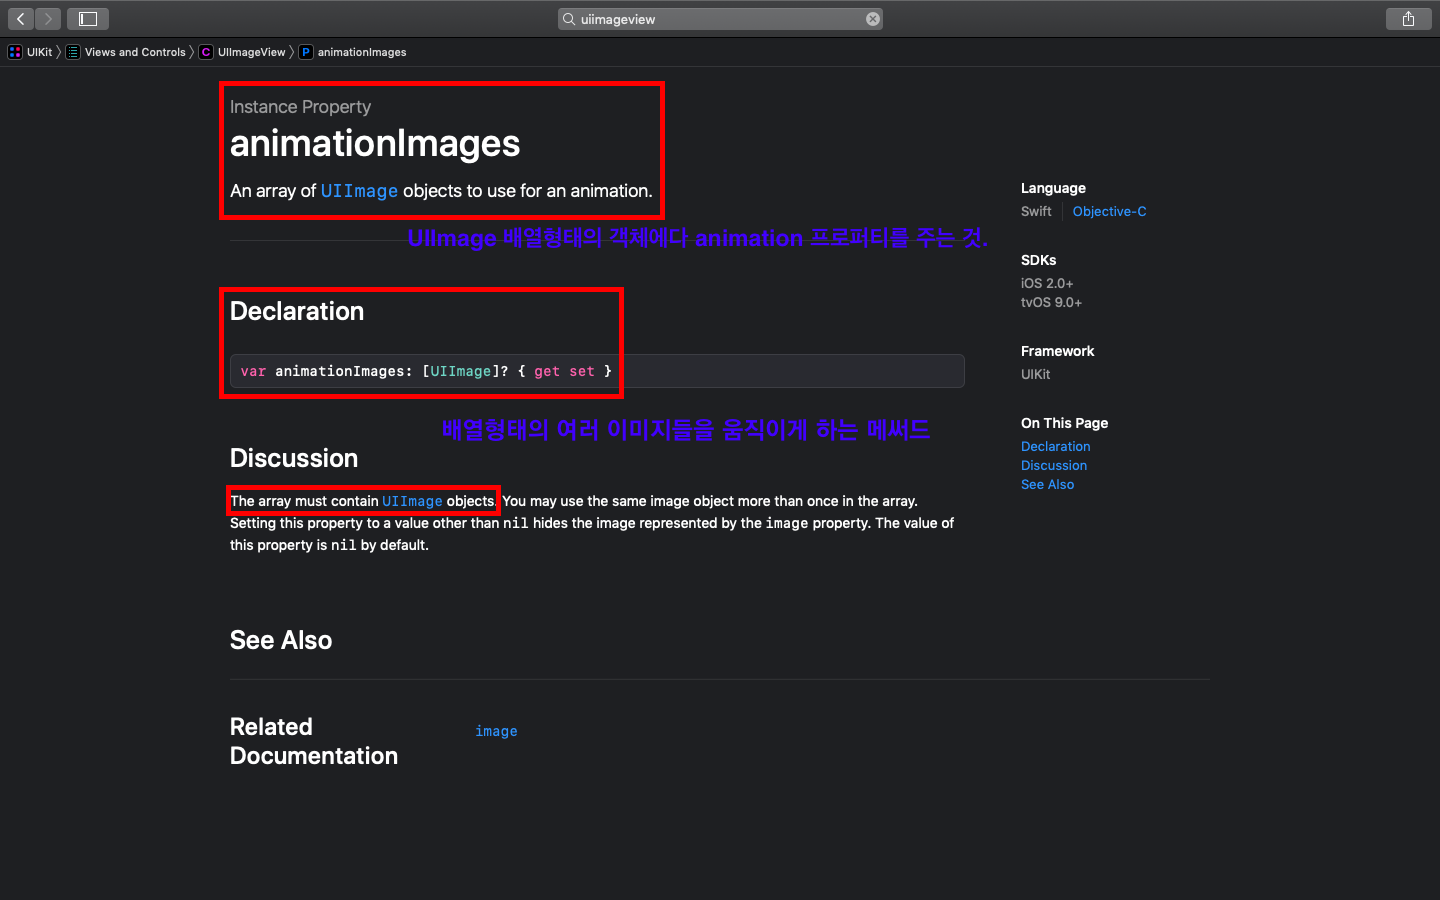 uiimageview
UIKit 〉 Views and Controls 〉 C UIImageView 〉 P animationImages
Instance Property
animationImages
An array of UIImage objects to use for an animation.
UIImage 배열형태의 객체에다 animation 프로퍼티를 주는 것.
Declaration
var animationImages: [UIImage]? { get set }
배열형태의 여러 이미지들을 움직이게 하는 메써드
Discussion
The array must contain UIImage objects. You may use the same image object more than once in the array.
Setting this property to a value other than nil hides the image represented by the image property. The value of
this property is nil by default.
See Also
Related
Documentation
image
Language
Swift
Objective-C
SDKs
iOS 2.0+
tvOS 9.0+
Framework
UIKit
On This Page
Declaration
Discussion
See Also